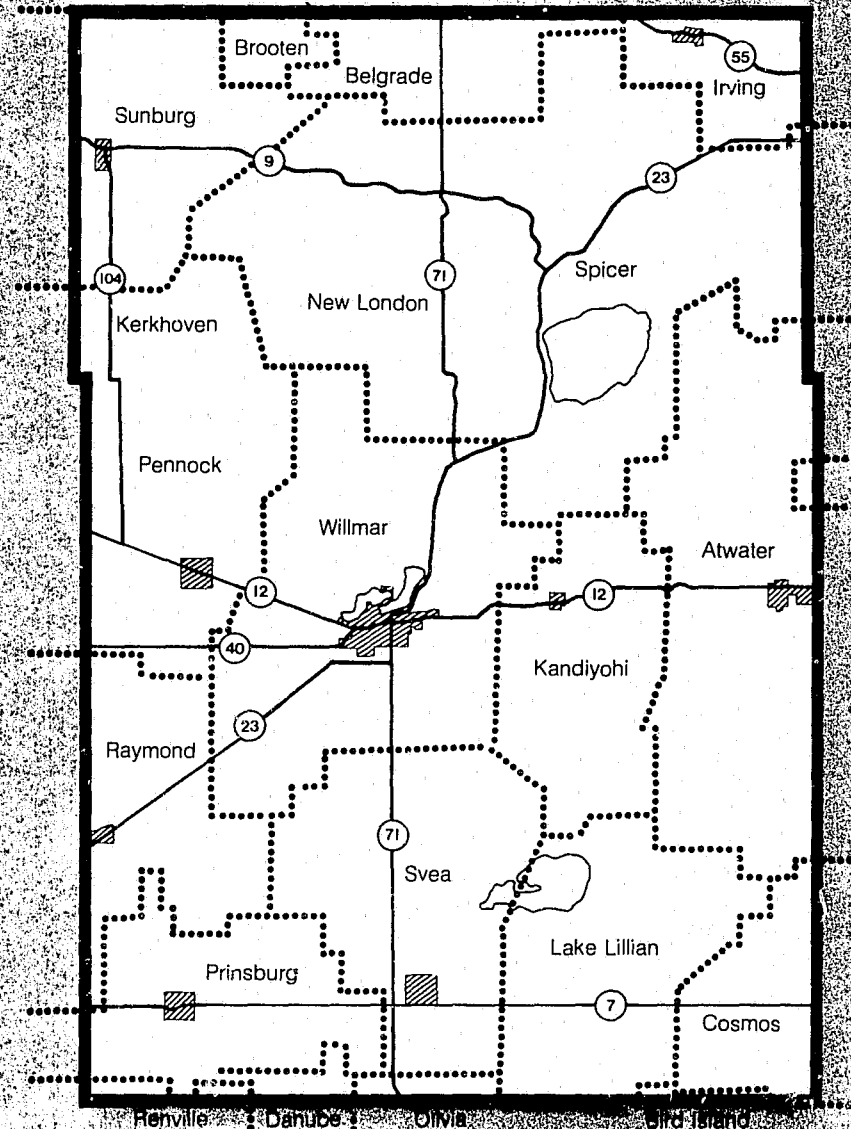 Brooten
55
Belgrade
Irving
Sunburg
9
23
Spicer
104
71
New London
Kerkhoven
Pennock
Willmar
Atwater
12
12
40
Kandiyohi
23
Raymond
71
Svea
Lake Lillian
Prinsburg
7
Cosmos
Renville Danube Olivia Bird Island